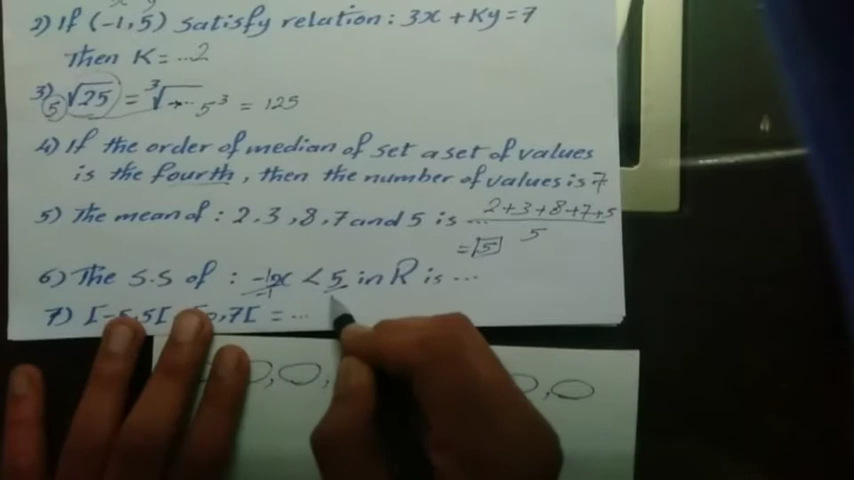 2) If (-1,5) satisfy relation: 3x + Ky = 7
Then K = ...2
3) √25 = ³√... 5³ = 125
5
4) If the order of median of set a set of values
is the fourth, then the number of values is 7
5) The mean of: 2,3,8,7 and 5 is ... 2+3+8+7+5
5
= 5
6) The S.S of: -1x < 5 in R is ...
-1
7) [-5,5[ ,7[ = ...